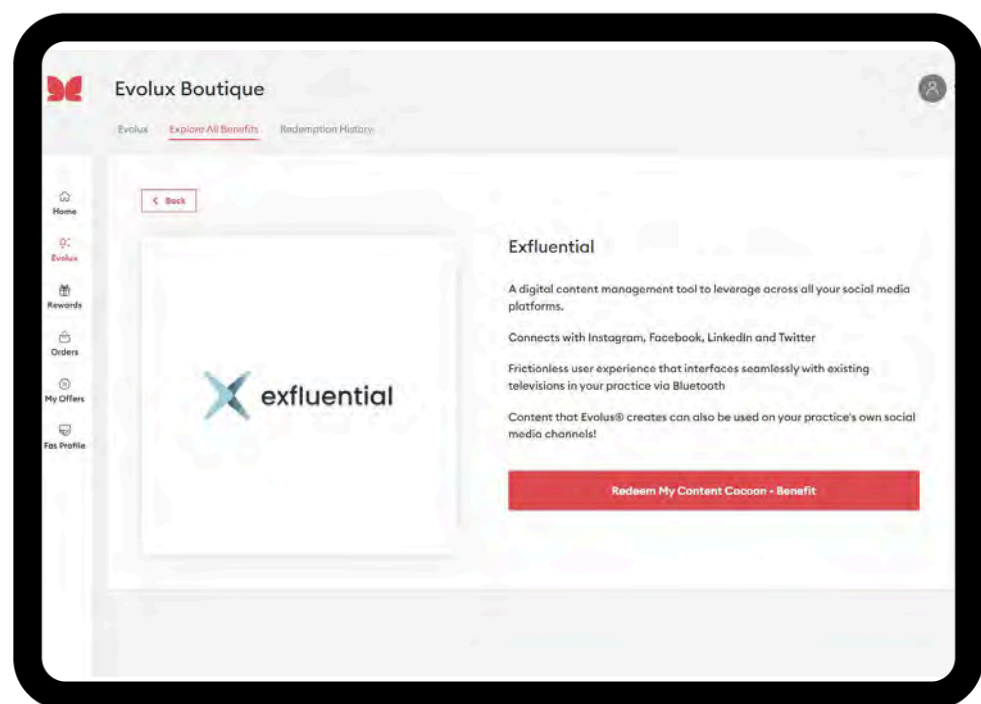 Evolux Boutique
Evolux
Explore All Benefits
Redemption History
Home
Evolux
Rewards
Orders
My Offers
Fas Profile
Back
exfluential
Exfluential
A digital content management tool to leverage across all your social media
platforms.
Connects with Instagram, Facebook, LinkedIn and Twitter
Frictionless user experience that interfaces seamlessly with existing
televisions in your practice via Bluetooth
Content that Evolus® creates can also be used on your practice's own social
media channels!
Redeem My Content Cocoon - Benefit